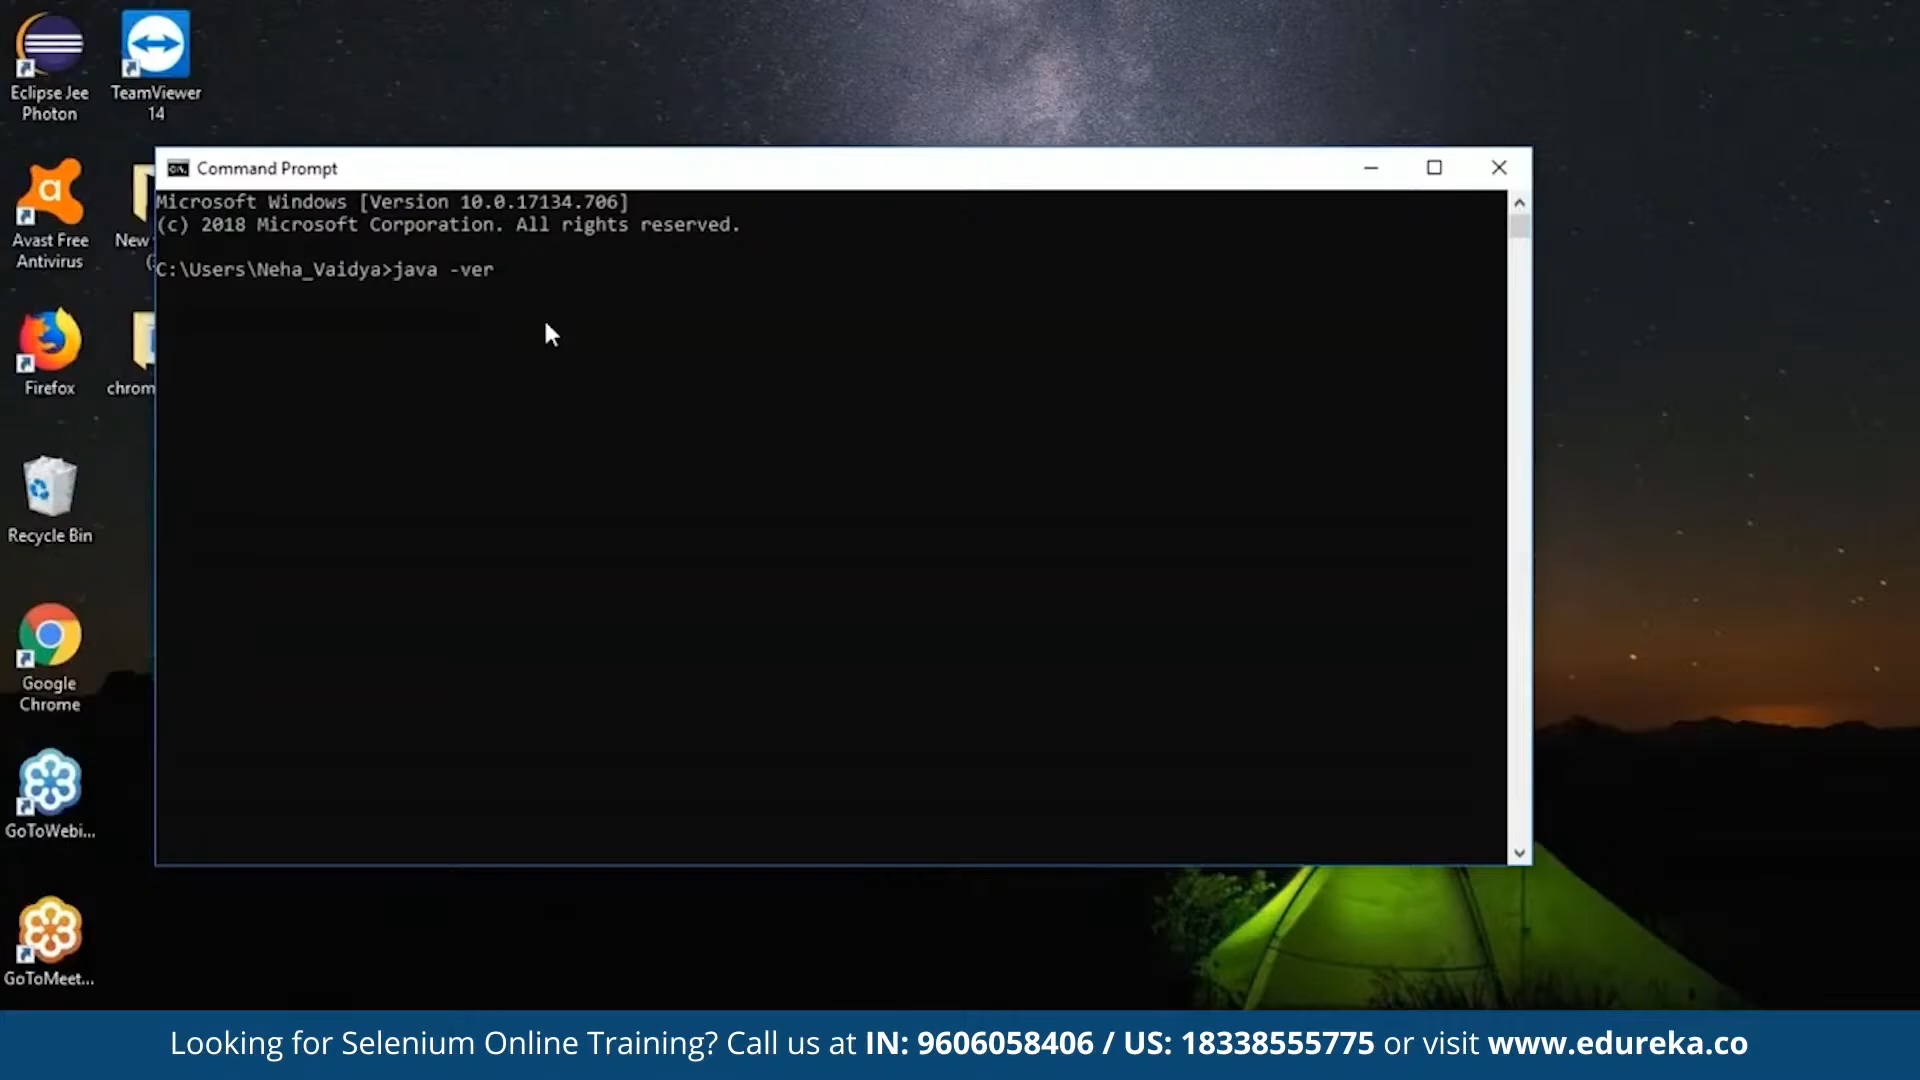 Eclipse Jee
Photon
TeamViewer
14
Command Prompt
Microsoft Windows [Version 10.0.17134.706]
(c) 2018 Microsoft Corporation. All rights reserved.
C:\Users\Neha_Vaidya>java -ver
Avast Free
Antivirus
New
Firefox
chrom
Recycle Bin
Google
Chrome
GoToWebi...
GoToMeet...
Looking for Selenium Online Training? Call us at IN: 9606058406 / US: 18338555775 or visit www.edureka.co